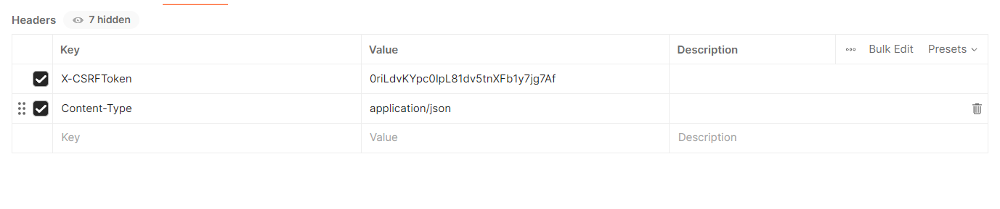 Headers 7 hidden
Key Value Description Bulk Edit Presets
X-CSRFToken 0riLdvKYpc0IpL81dv5tnXFb1y7jg7Af
Content-Type application/json
Key Value Description